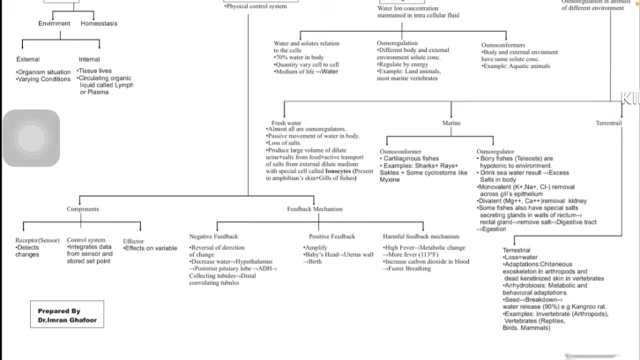 •Physical control system
Water Ion concentration
maintained in intra cellular fluid
Osmoregulation in animals
of different environment
Envirnment
Homeostasis
External
•Organism situation
•Varying Conditions
Internal
•Tissue lives
•Circulating organic
liquid called Lymph
or Plasma
Water and solutes relation
to the cells
•70% water in body
•Quantity vary cell to cell
•Medium of life→Water
Osmoregulation
•Different body and external
environment solute conc.
•Regulate by energy
•Example: Land animals,
most marine vertebrates
Osmoconformers
•Body and external envirnment
have same solute conc.
•Example: Aquatic animals
Fresh water
•Almost all are osmoregulators.
•Passive movement of water in body.
•Loss of salts.
•Produce large volume of dilute
urine+salts from food+active transport
of salts from external dilute medium
with special cell called Ionocytes (Present
in amphibian's skin+Gills of fishes)
Marine
Osmoconformer
• Cartilaginous fishes
• Examples: Sharks+ Rays+
Saktes + Some cyclostome like
Myxine
Osmoregulator
• Bony fishes (Teleosts) are
hypotonic to environment.
• Drink sea water result→Excess
Salts in body
•Monovalent (K+,Na+, Cl-) removal
across gil's epithelium
•Divalent (Mg++, Ca++)removal kidney
•Some fishes also have special salts
secreting glands in walls of rectum→
rectal gland→remove salt→Digestive tract
→Egestion
Terrestrail
Terrestrial
•Loss=water
•Adaptations:Chitaneous
exoskeleton in arthropods and
dead keratinized skin in vertebrates
•Anhydrobiosis: Metabolic and
behavioral adaptations.
•Seed→Breakdown→
water release (90%) e.g Kangroo rat.
•Examples: Invertebrate (Arthropods),
Vertebrates (Reptiles,
Birds. Mammals)
Components
Receptor(Sensor)
•Detects
changes
Control system
•Integrates data
from sensor and
stored set point
Effector
•Effects on variable
Feedback Mechanism
Negative Feedback
•Reversal of direction
of change
•Decrease water→Hypothalamus
→Posterior pitutary lobe →ADH→
Collecting tubules→Distal
convulating tubules
Positive Feedback
•Amplify
•Baby's Head→Uterus wall
→Birth
Harmful feedback mechanism
•High Fever→Metabolic change
→More fever (113°F)
•Increase carbon dioxide in blood
→Faster Breathing
Prepared By
Dr.Imran Ghafoor